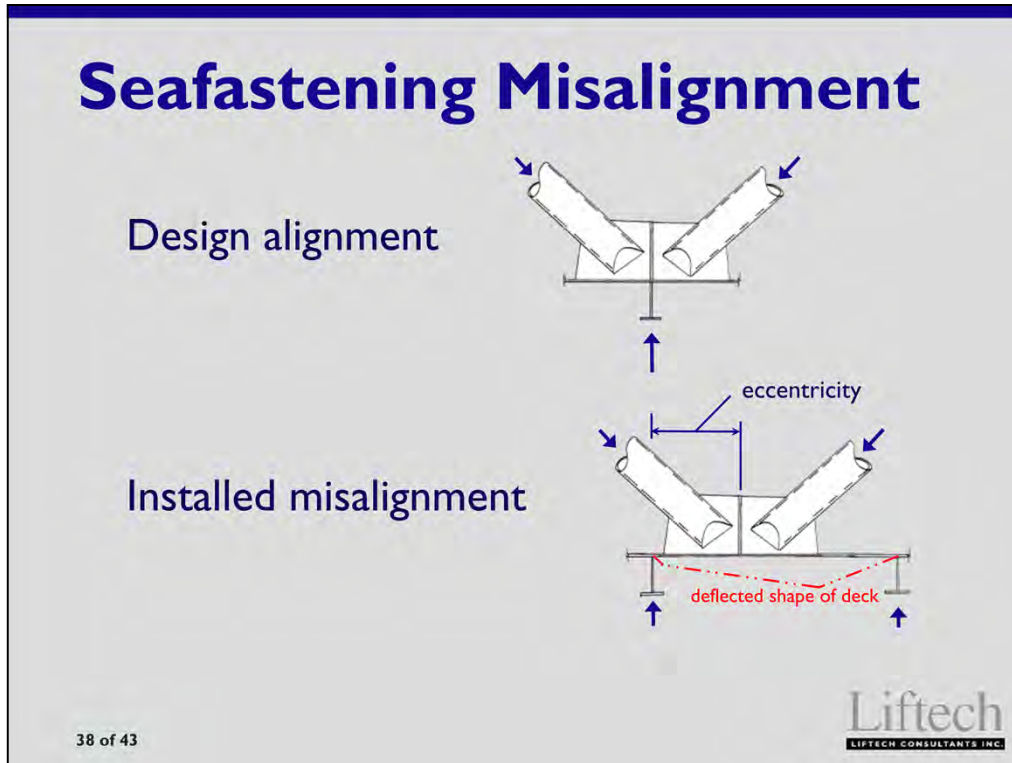 Seafastening Misalignment
Design alignment
eccentricity
Installed misalignment
deflected shape of deck
38 of 43
Liftech
LIFTECH CONSULTANTS INC.